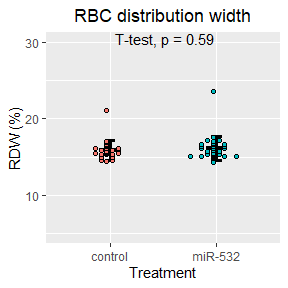 RBC distribution width
T-test, p = 0.59
30
20
10
RDW (%)
control
miR-532
Treatment